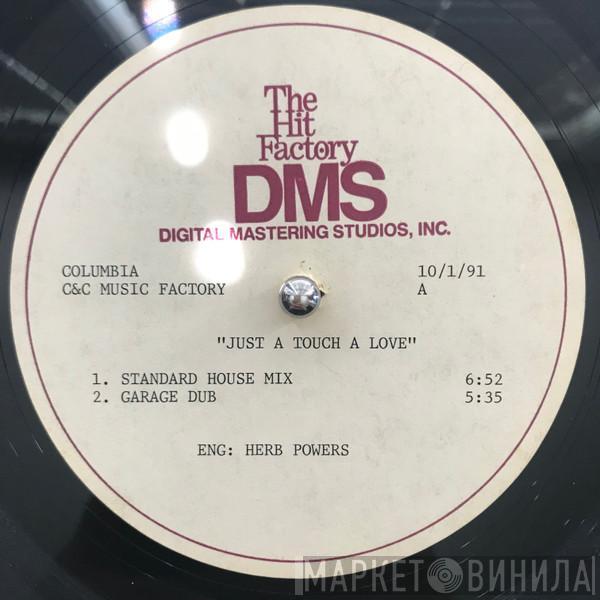 The
Hit
Factory
DMS
DIGITAL MASTERING STUDIOS, INC.
COLUMBIA 10/1/91
C&C MUSIC FACTORY A
"JUST A TOUCH A LOVE"
1. STANDARD HOUSE MIX 6:52
2. GARAGE DUB 5:35
ENG: HERB POWERS
МАРКЕТ ВИНИЛА